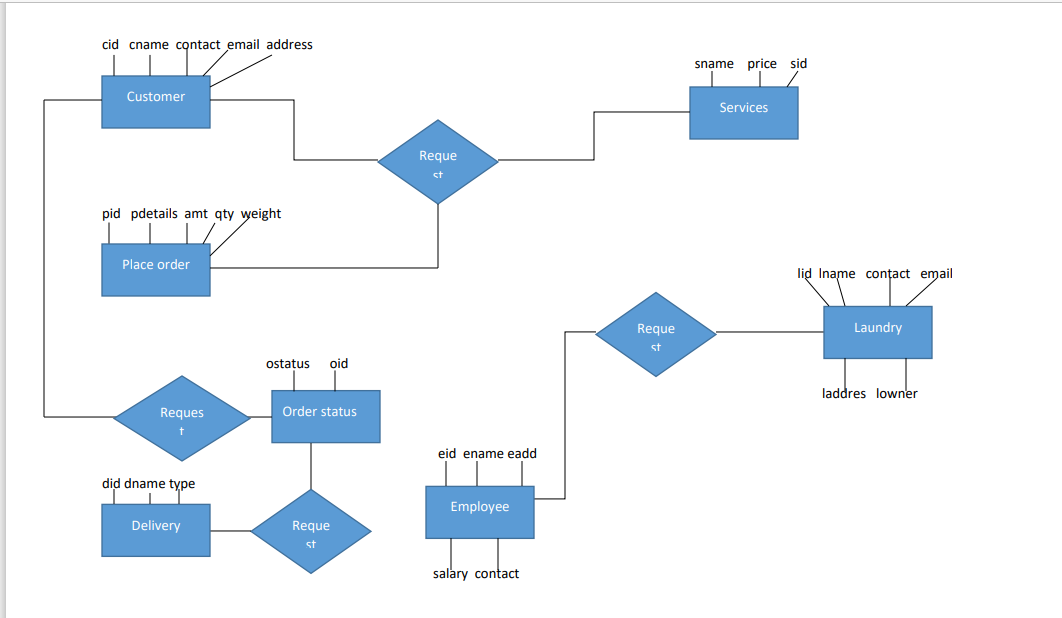 cid cname contact email address
Customer
sname price sid
Services
Reque
st
pid pdetails amt qty weight
Place order
lid lname contact email
Laundry
laddres lowner
Reque
st
ostatus oid
Order status
Reques
t
eid ename eadd
Employee
salary contact
did dname type
Delivery
Reque
st